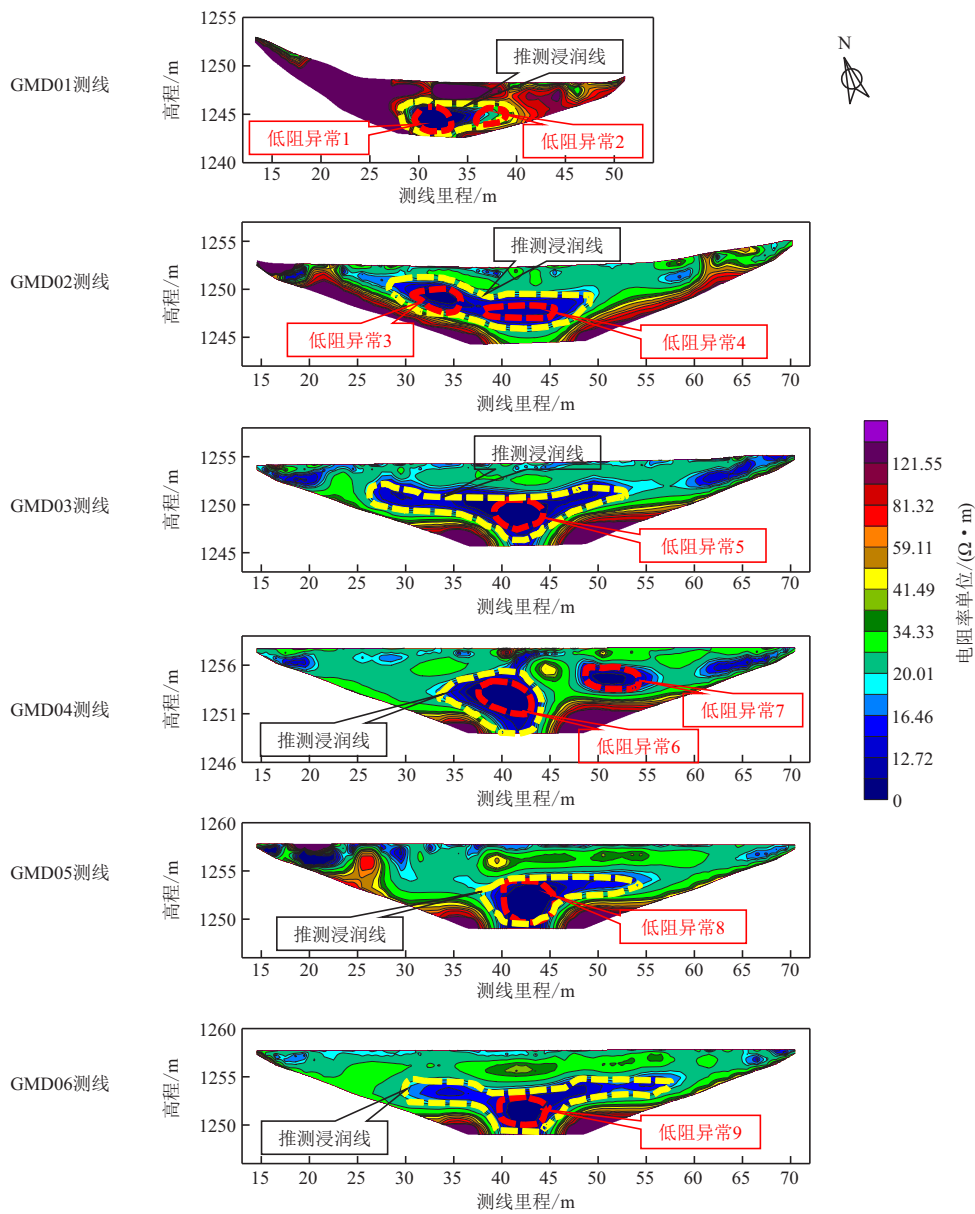 1255
1250
1245
1240
高程/m
GMD01测线
推测浸润线
低阻异常1
低阻异常2
15 20 25 30 35 40 45 50
测线里程/m
N
1255
1250
1245
高程/m
GMD02测线
推测浸润线
低阻异常3
低阻异常4
15 20 25 30 35 40 45 50 55 60 65 70
测线里程/m
1255
1250
1245
高程/m
GMD03测线
推测浸润线
低阻异常5
15 20 25 30 35 40 45 50 55 60 65 70
测线里程/m
1256
1251
1246
高程/m
GMD04测线
推测浸润线
低阻异常6
低阻异常7
15 20 25 30 35 40 45 50 55 60 65 70
测线里程/m
121.55
81.32
59.11
41.49
34.33
20.01
16.46
12.72
0
电阻率单位/(Ω·m)
1260
1255
1250
高程/m
GMD05测线
推测浸润线
低阻异常8
15 20 25 30 35 40 45 50 55 60 65 70
测线里程/m
1260
1255
1250
高程/m
GMD06测线
推测浸润线
低阻异常9
15 20 25 30 35 40 45 50 55 60 65 70
测线里程/m